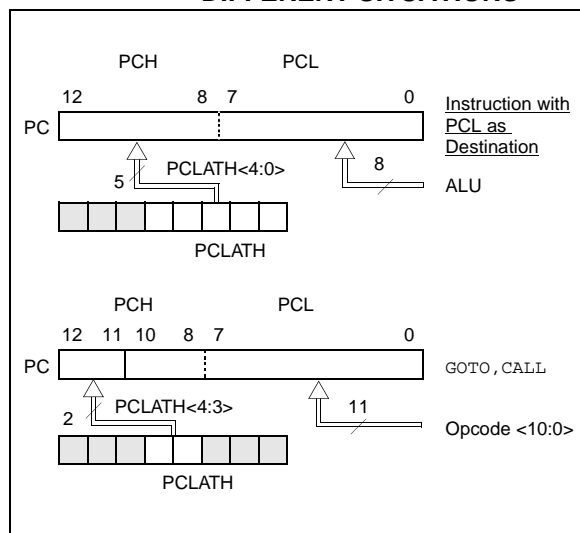 DIFFERENT SITUATIONS
PCH PCL
12 8 7 0
PC
Instruction with
PCL as
Destination
5
PCLATH<4:0>
8
ALU
PCLATH
PCH PCL
12 11 10 8 7 0
PC
GOTO,CALL
2
PCLATH<4:3>
11
Opcode <10:0>
PCLATH